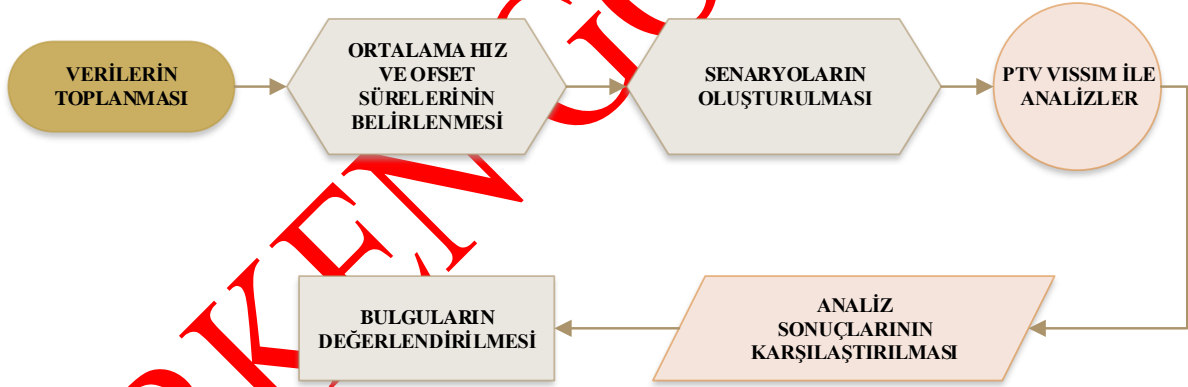 VERİLERİN
TOPLANMASI
ORTALAMA HIZ
VE OFSET
SÜRELERİNİN
BELİRLENMESİ
SENARYOLARIN
OLUŞTURULMASI
PTV VISSIM İLE
ANALİZLER
ANALİZ
SONUÇLARININ
KARŞILAŞTIRILMASI
BULGULARIN
DEĞERLENDİRİLMESİ